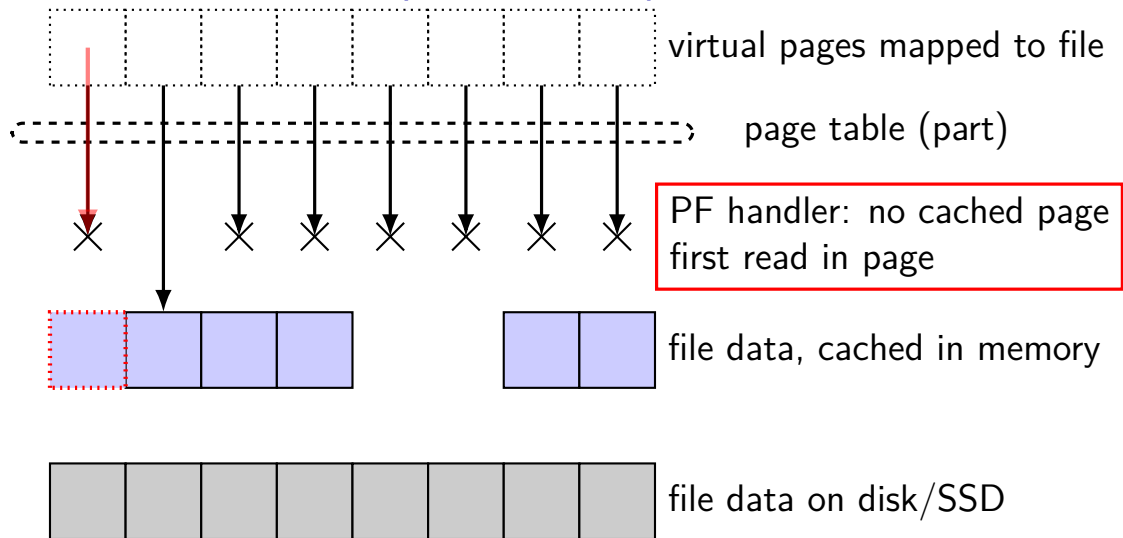 virtual pages mapped to file
page table (part)
PF handler: no cached page
first read in page
file data, cached in memory
file data on disk/SSD